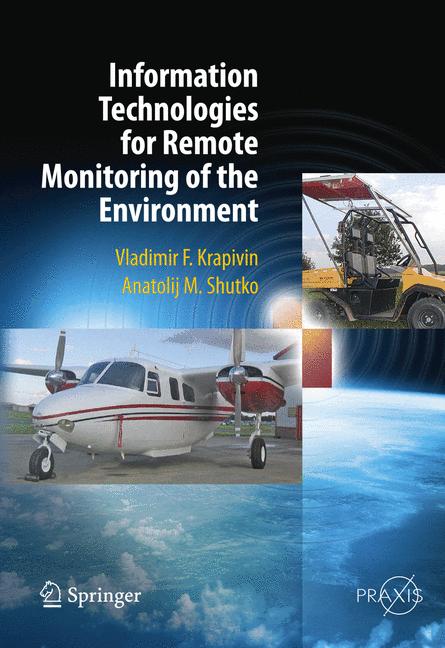 Information
Technologies
for Remote
Monitoring of the
Environment
Vladimir F. Krapivin
Anatolij M. Shutko
Springer
PRAXIS